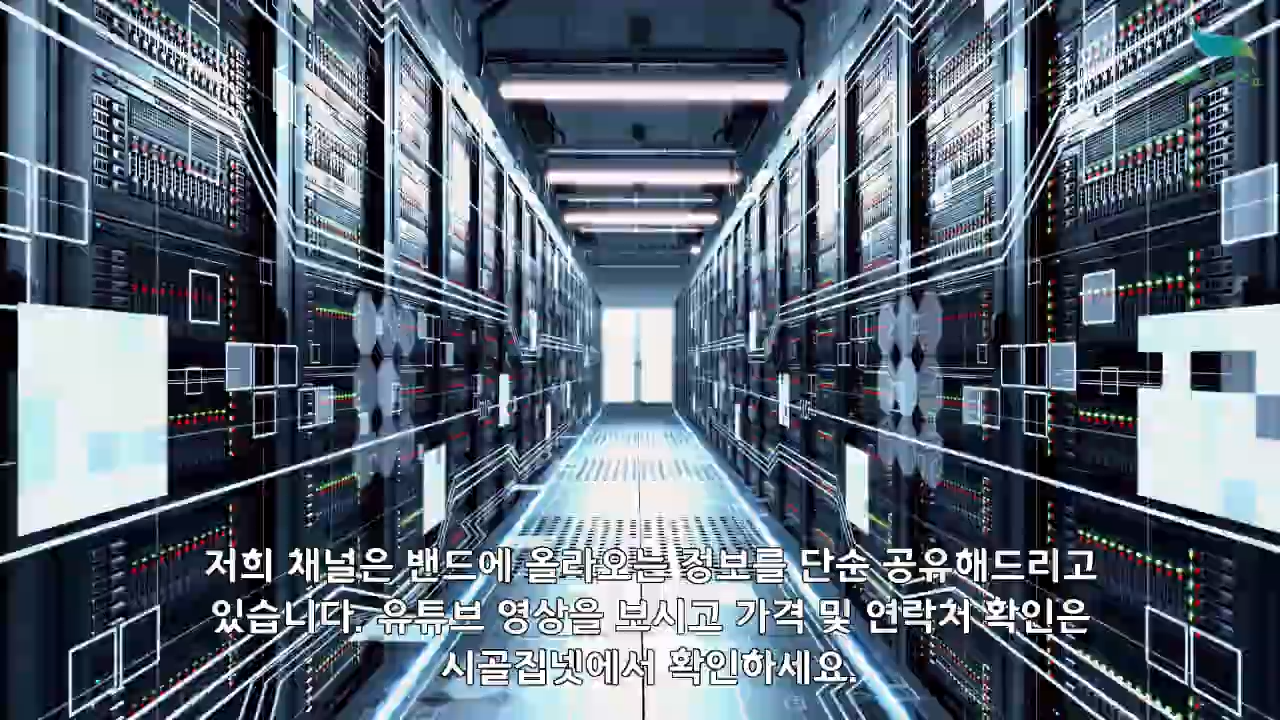 저희 채널은 밴드에 올라오는 정보를 단순 공유해드리고
있습니다. 유튜브 영상을 보시고 가격 및 연락처 확인은
시골집넷에서 확인하세요.